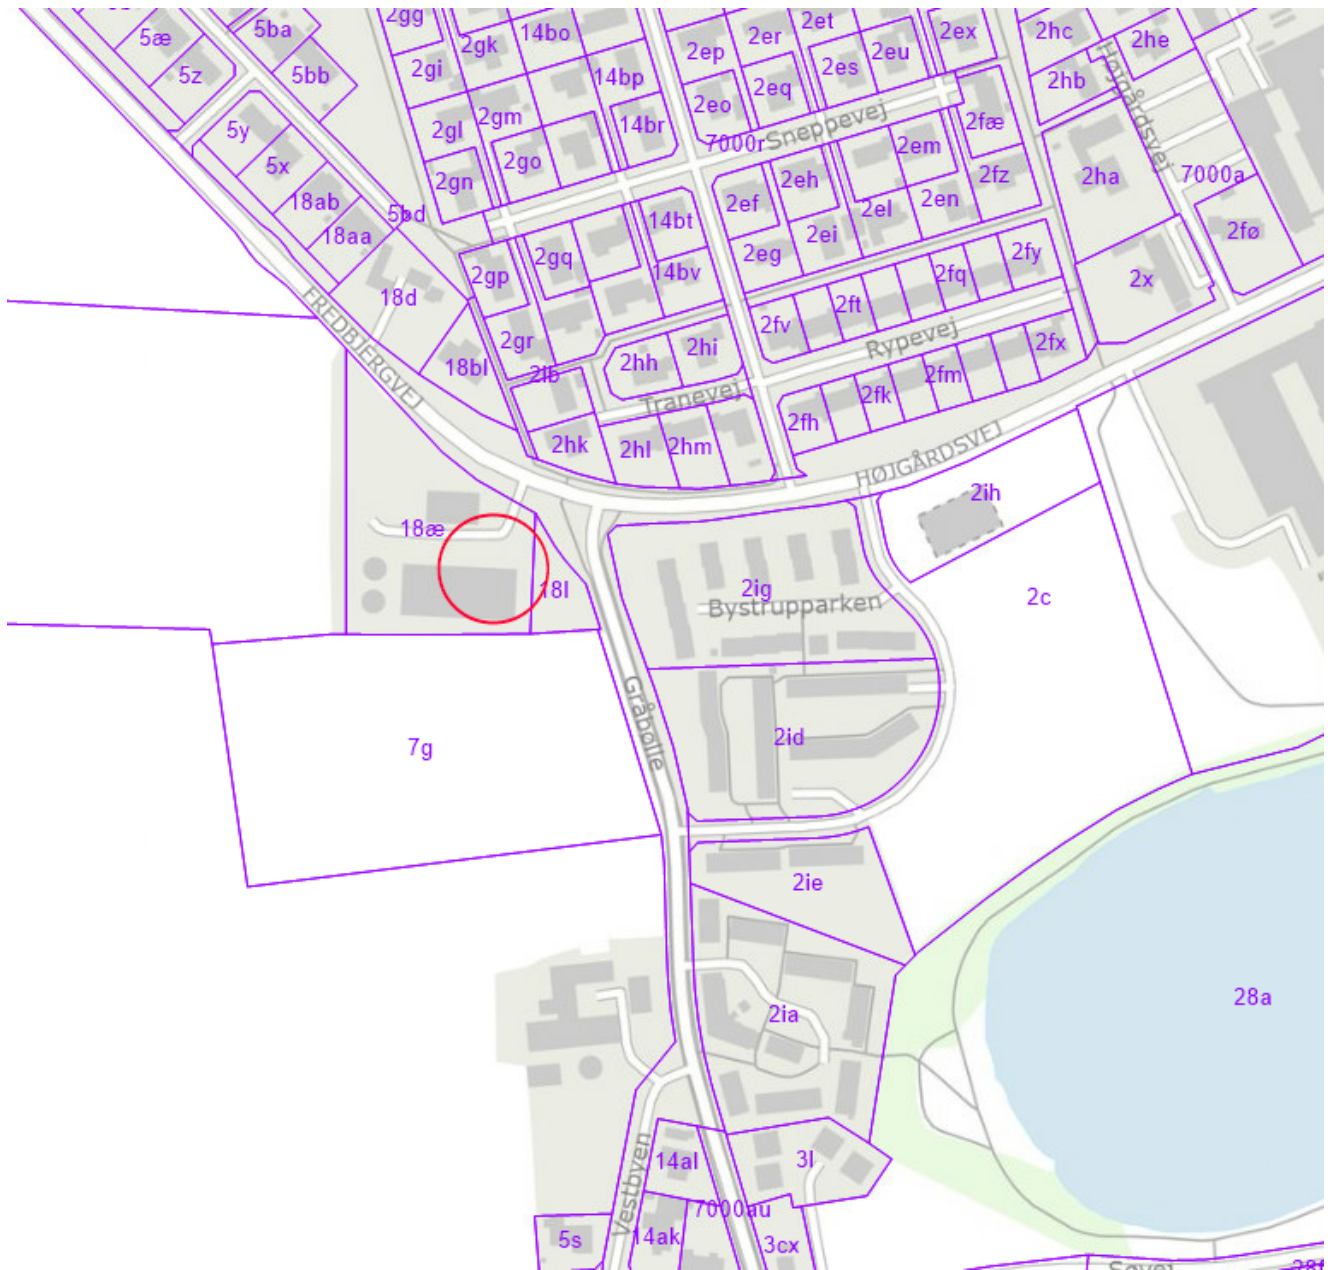 2gg
5æ
5ba
2gk
14bo
2ep
2er
2et
2eu
2ex
2hc
2he
5z
5bb
2gi
14bp
2eo
2eq
2es
2hb
Højgårdsvej
2gl
2gm
14br
7000r
Sneppevej
2fæ
5y
5x
2go
2gn
2em
2fz
2ha
7000a
18ab
5bd
18aa
14bt
2ef
2eh
2el
2en
2ei
2fø
2gp
2gq
14bv
2eg
2fq
2fy
2x
18d
FREDBJERGVEJ
2gr
2fv
2ft
Rypevej
2fx
18bl
2lb
2hh
2hi
Tranevej
2fk
2fm
2fh
2hk
2hl
2hm
HØJGÅRDSVEJ
2ih
18æ
18l
2ig
Bystrupparken
2c
7g
Gråbølle
2id
2ie
2ia
28a
Vestbyen
14al
3l
7000au
5s
14ak
3cx
Søvej